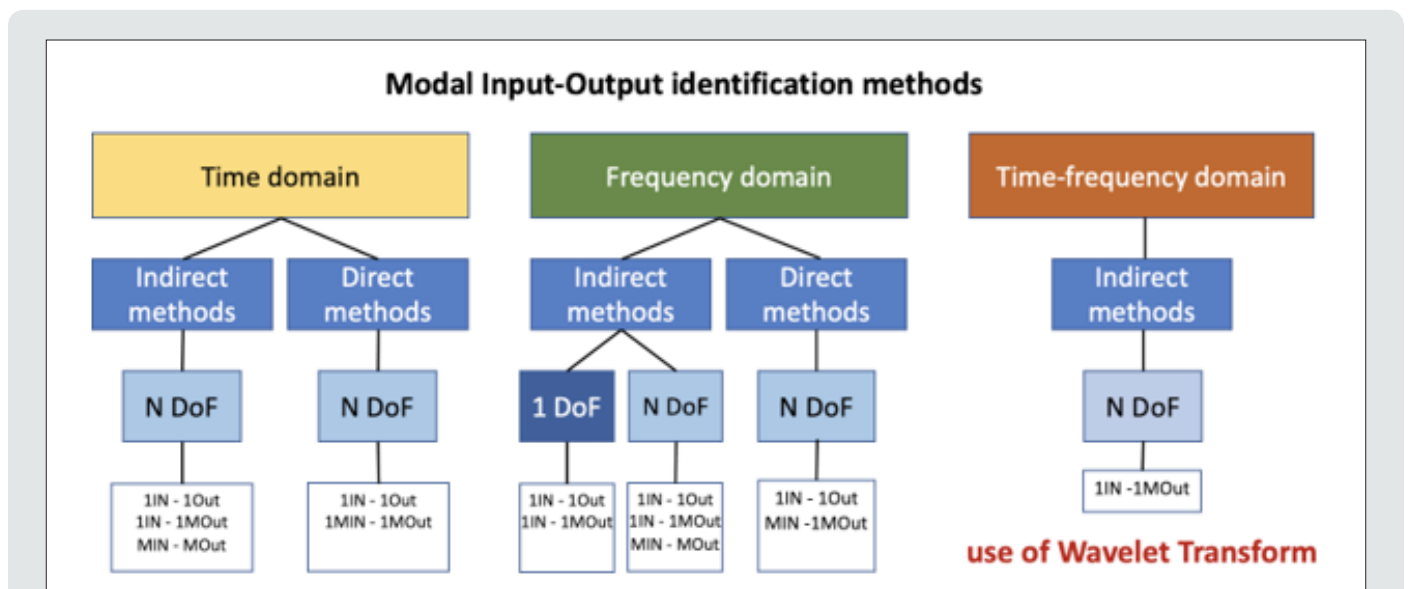 Modal Input-Output identification methods
Time domain
Frequency domain
Time-frequency domain
Indirect
methods
Direct
methods
Indirect
methods
Direct
methods
Indirect
methods
N DoF
N DoF
1 DoF
N DoF
N DoF
N DoF
1IN - 1Out
1IN - 1MOut
MIN - MOut
1IN - 1Out
1MIN - 1MOut
1IN - 1Out
1IN - 1MOut
1IN - 1Out
1IN - 1MOut
MIN - MOut
1IN - 1Out
MIN -1MOut
1IN -1MOut
use of Wavelet Transform